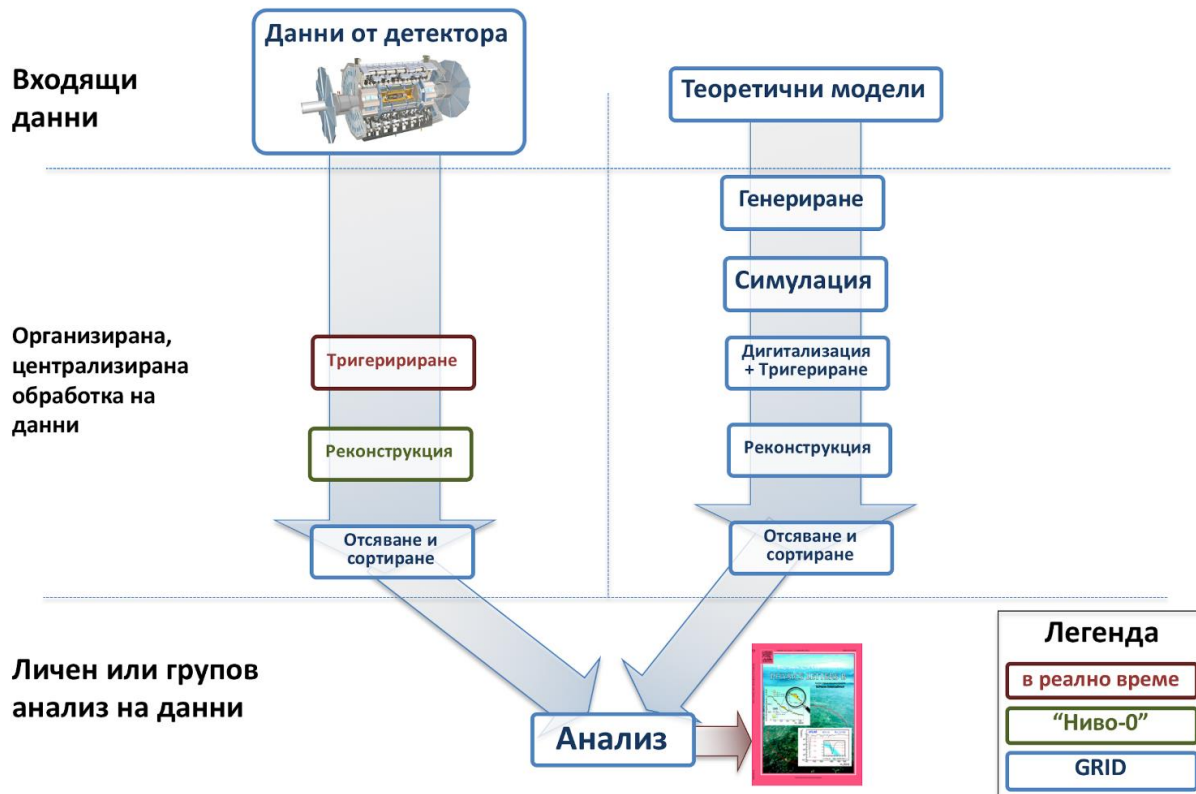 Данни от детектора
Входящи
данни
Теоретични модели
Генериране
Симулация
Организирана,
централизирана
обработка на
данни
Тригеририране
Дигитализация
+ Тригериране
Реконструкция
Реконструкция
Отсяване и
сортиране
Отсяване и
сортиране
Личен или групов
анализ на данни
Анализ
Легенда
в реално време
“Ниво-0”
GRID